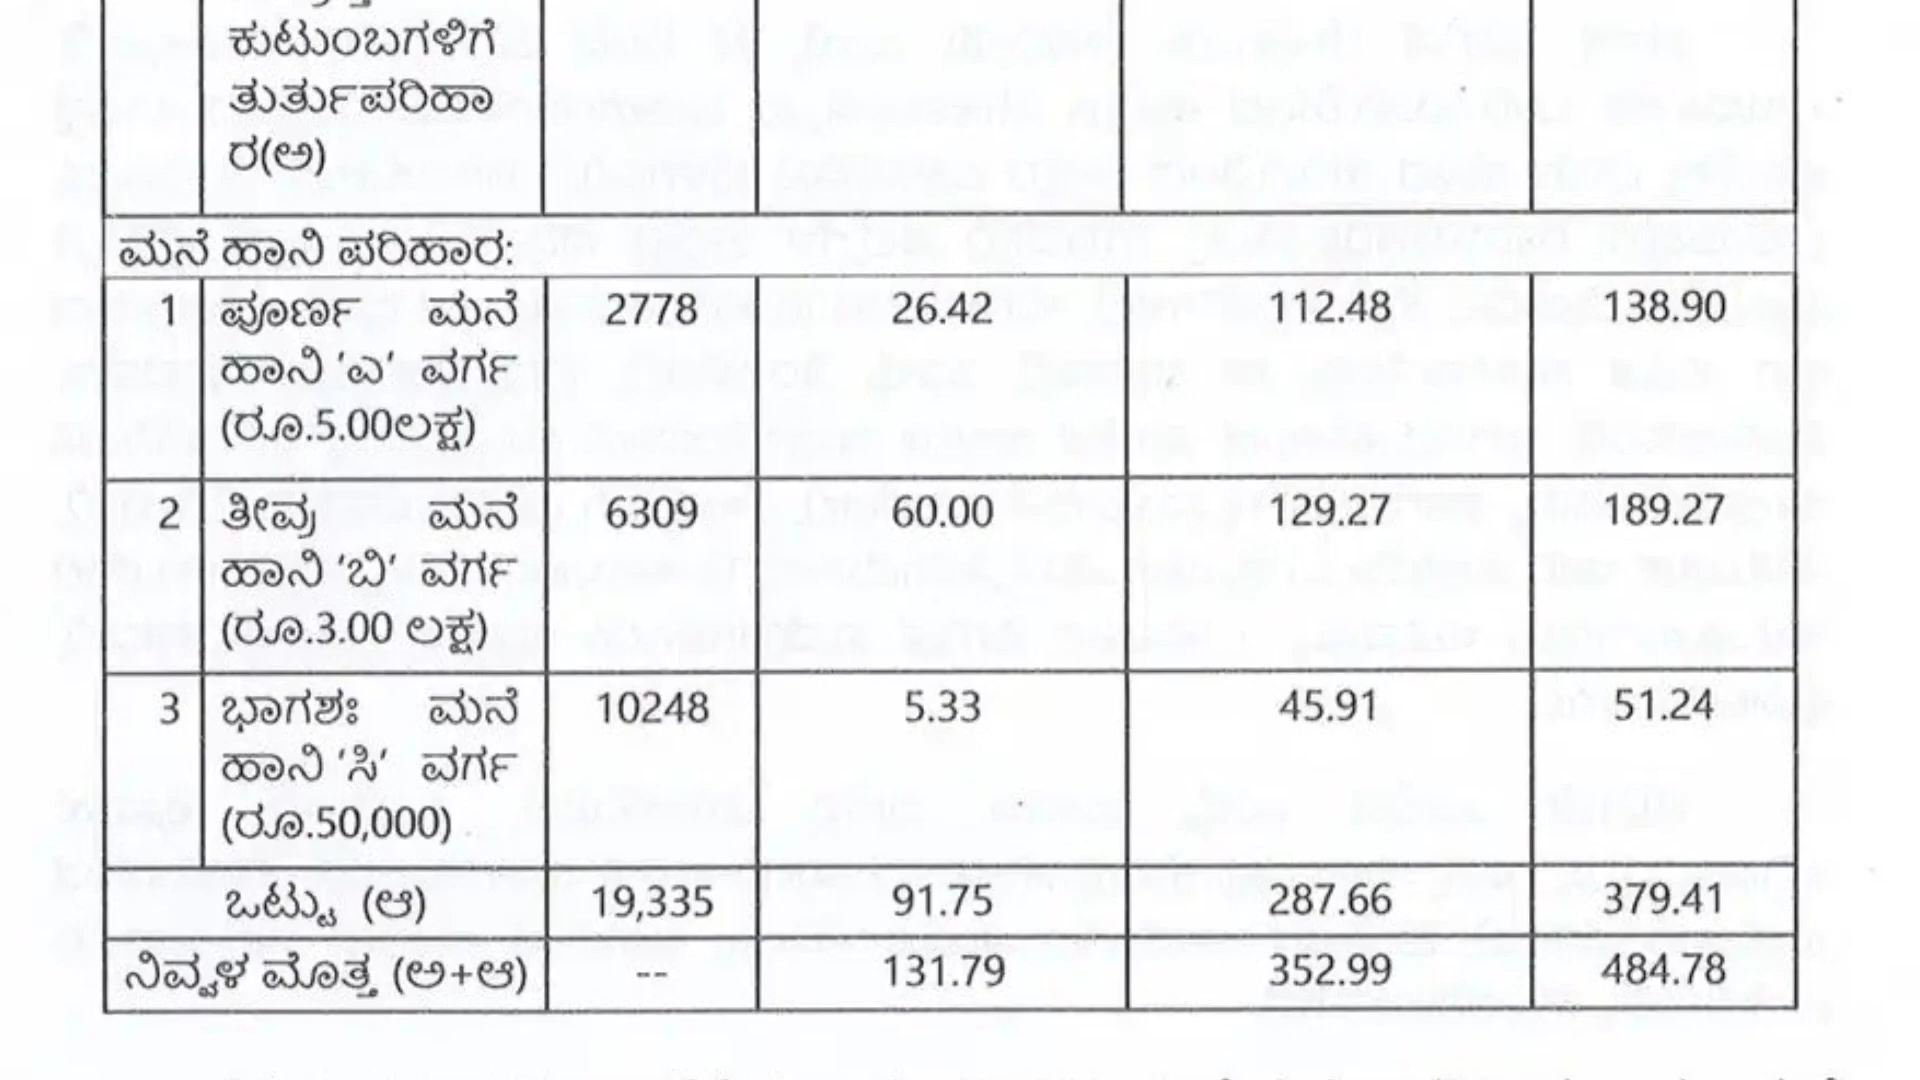 ಕುಟುಂಬಗಳಿಗೆ
ತುರ್ತುಪರಿಹಾ
ರ(ಅ)
ಮನೆ ಹಾನಿ ಪರಿಹಾರ:
1 ಪೂರ್ಣ ಮನೆ 2778 26.42 112.48 138.90
ಹಾನಿ 'ಎ' ವರ್ಗ
(ರೂ.5.00ಲಕ್ಷ)
2 ತೀವ್ರ ಮನೆ 6309 60.00 129.27 189.27
ಹಾನಿ 'ಬಿ' ವರ್ಗ
(ರೂ.3.00 ಲಕ್ಷ)
3 ಭಾಗಶಃ ಮನೆ 10248 5.33 45.91 51.24
ಹಾನಿ 'ಸಿ' ವರ್ಗ
(ರೂ.50,000)
ಒಟ್ಟು (ಆ) 19,335 91.75 287.66 379.41
ನಿವ್ವಳ ಮೊತ್ತ (ಅ+ಆ) -- 131.79 352.99 484.78